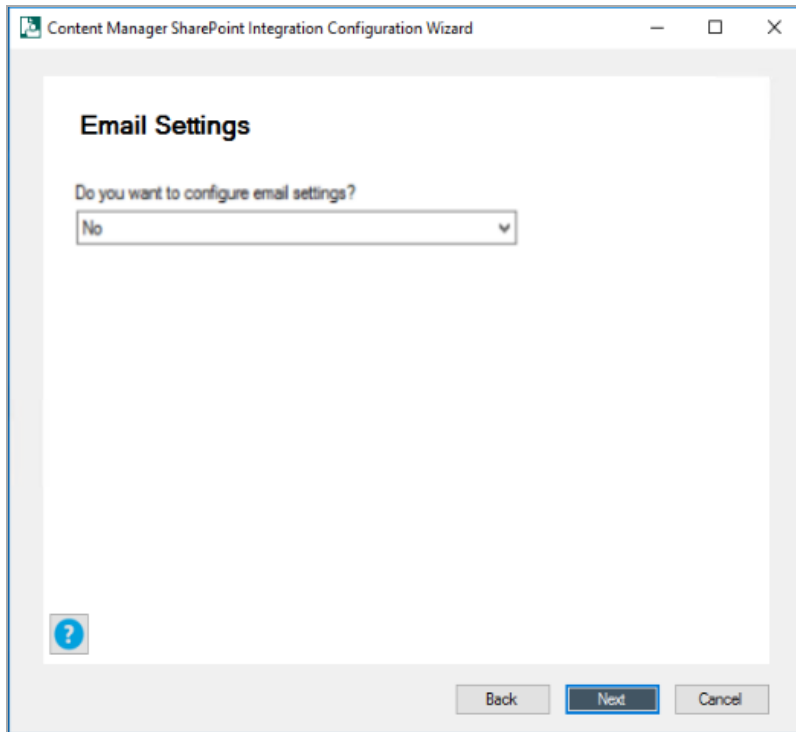 Content Manager SharePoint Integration Configuration Wizard
Email Settings
Do you want to configure email settings?
No
?
Back Next Cancel